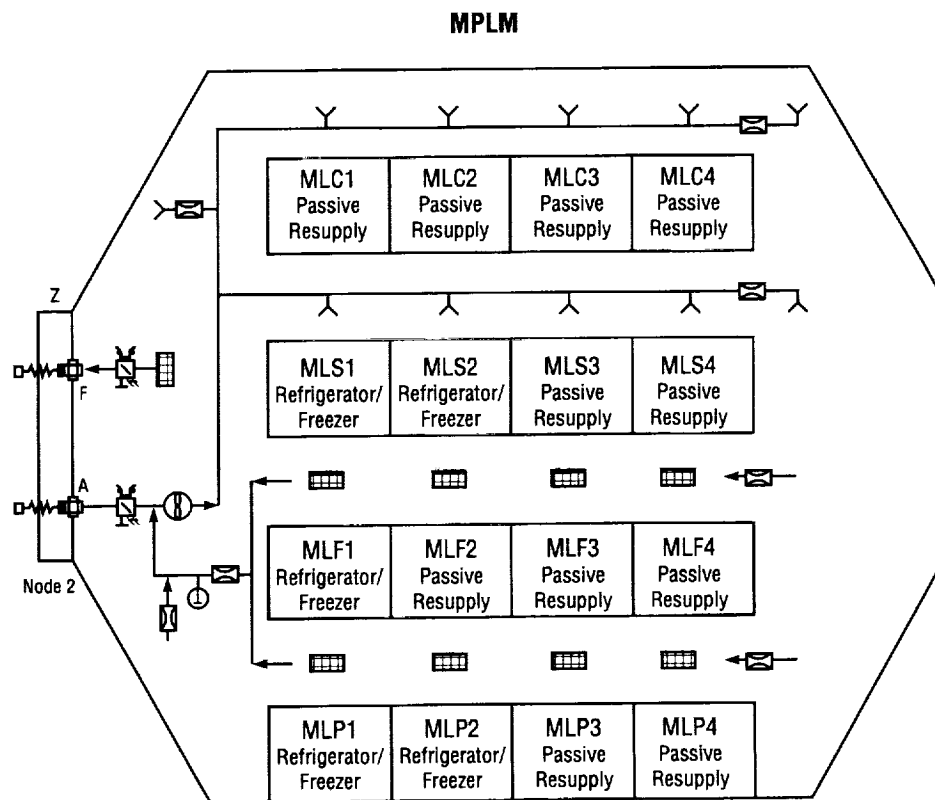 MPLM
MLC1
Passive
Resupply
MLC2
Passive
Resupply
MLC3
Passive
Resupply
MLC4
Passive
Resupply
Z
F
A
Node 2
MLS1
Refrigerator/
Freezer
MLS2
Refrigerator/
Freezer
MLS3
Passive
Resupply
MLS4
Passive
Resupply
MLF1
Refrigerator/
Freezer
MLF2
Passive
Resupply
MLF3
Passive
Resupply
MLF4
Passive
Resupply
MLP1
Refrigerator/
Freezer
MLP2
Refrigerator/
Freezer
MLP3
Passive
Resupply
MLP4
Passive
Resupply